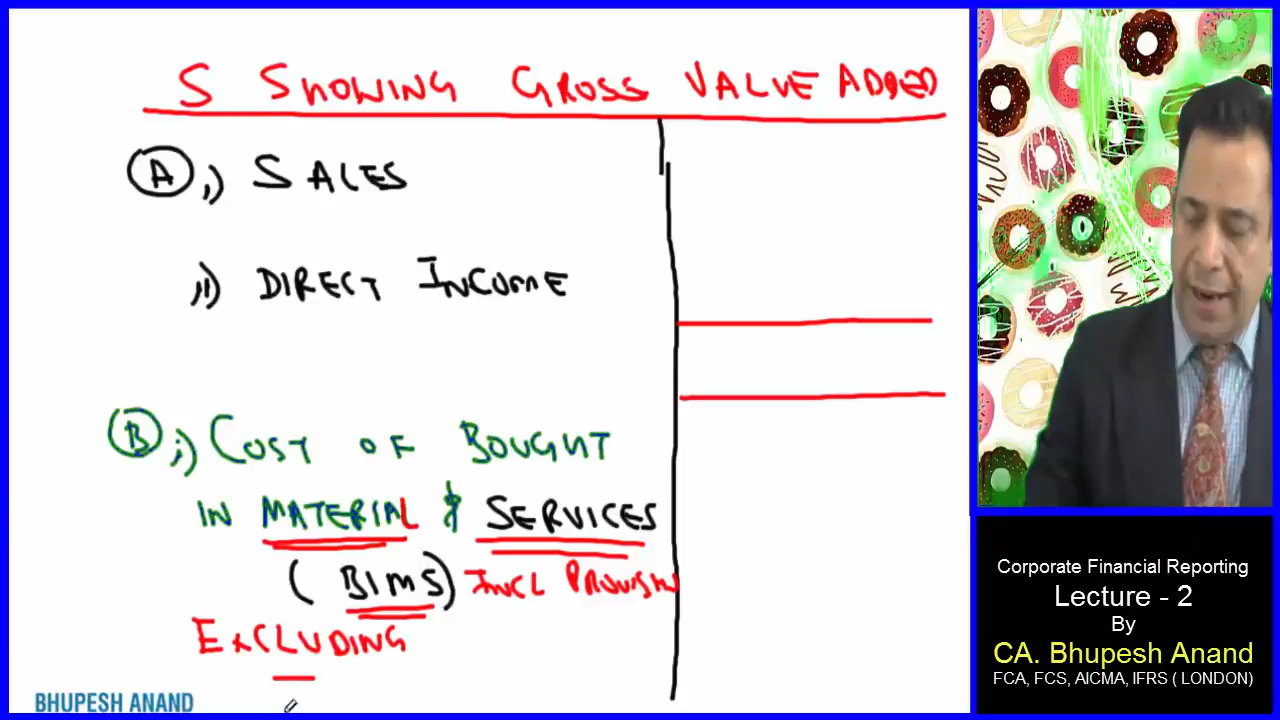 S SHOWING GROSS VALUE ADDED
A i) SALES
ii) DIRECT INCOME
B i) COST OF BOUGHT
IN MATERIAL & SERVICES
(BIMS) INCL PROVISION
EXCLUDING
BHUPESH ANAND
Corporate Financial Reporting
Lecture - 2
By
CA. Bhupesh Anand
FCA, FCS, AICMA, IFRS ( LONDON)